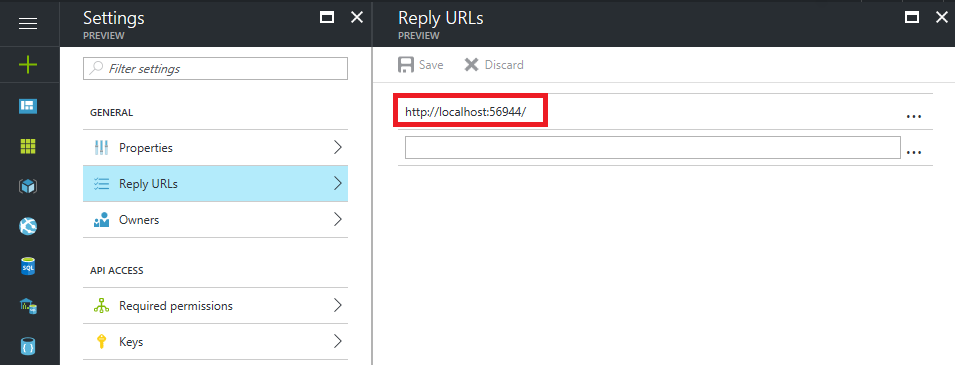 Settings
PREVIEW
Filter settings
GENERAL
Properties
Reply URLs
Owners
API ACCESS
Required permissions
Keys
Reply URLs
PREVIEW
Save Discard
http://localhost:56944/
...
...
SQL